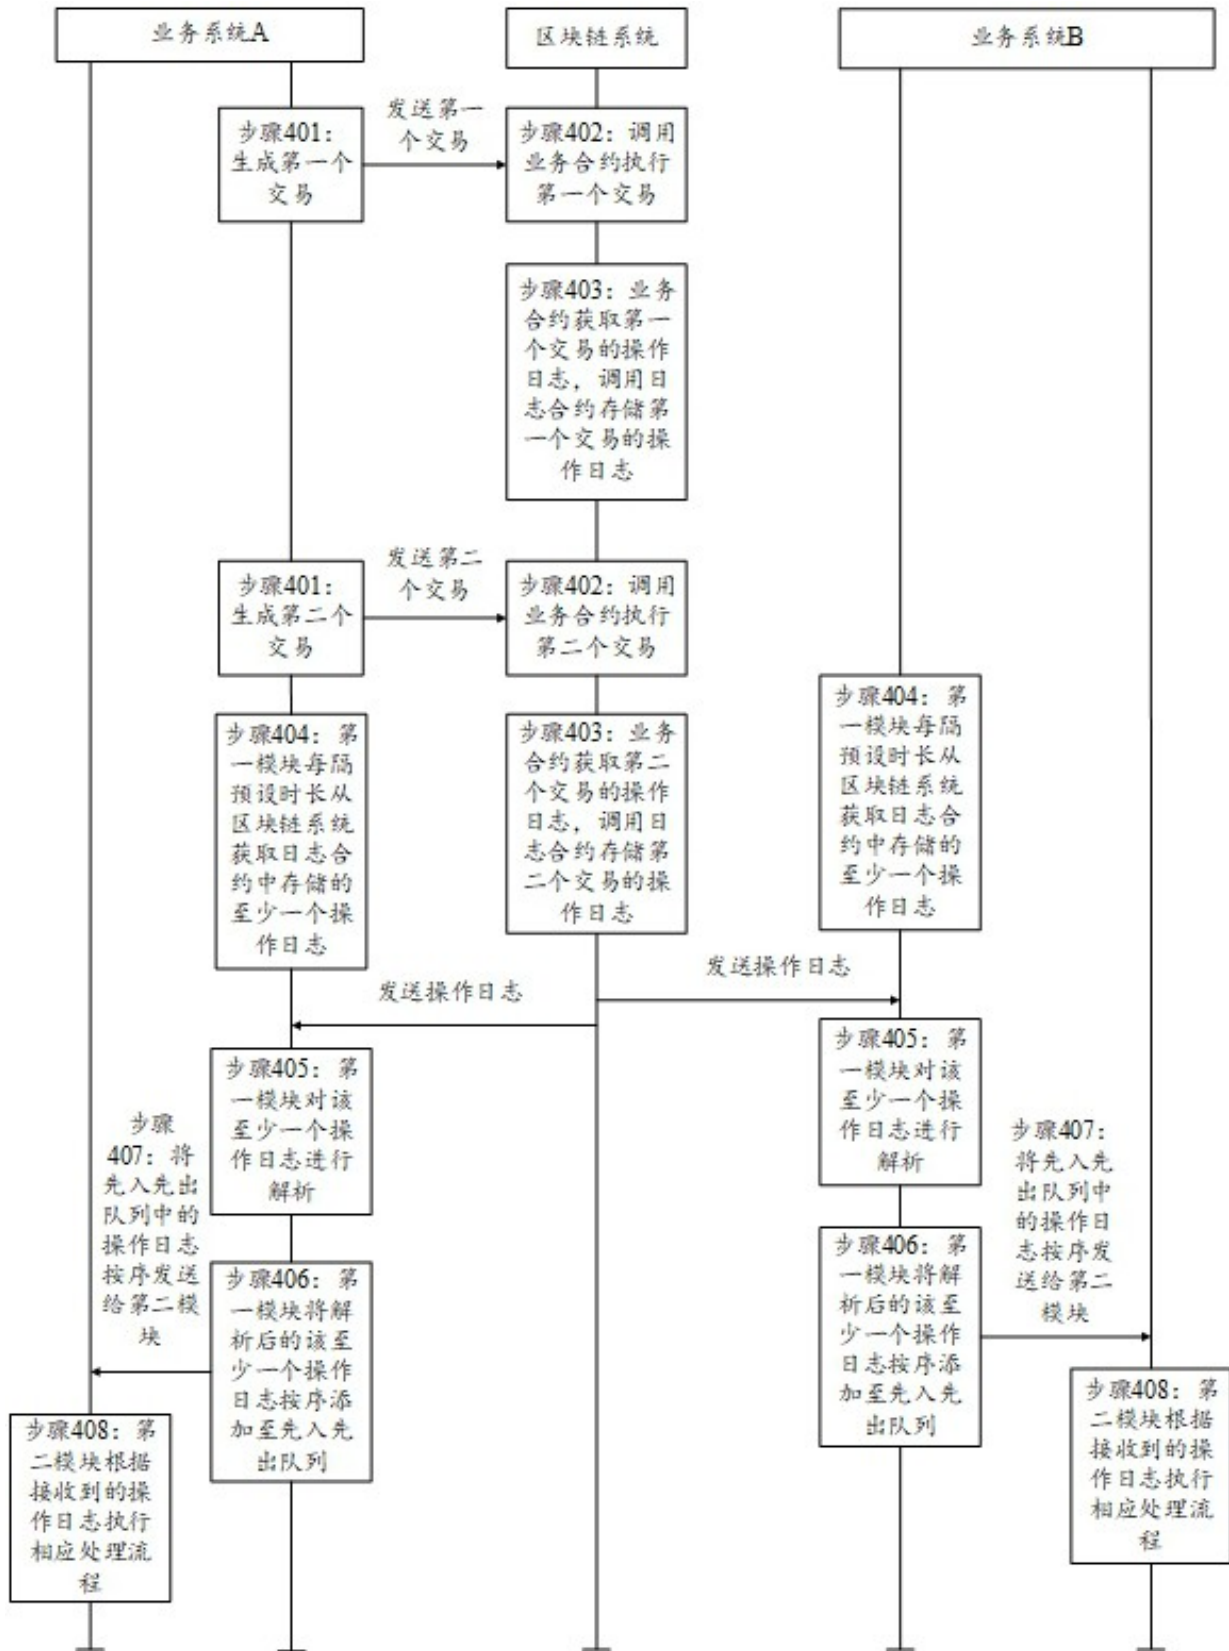 业务系统A
区块链系统
业务系统B
步骤401：
生成第一个
交易
发送第一
个交易
步骤402：调用
业务合约执行
第一个交易
步骤403：业务
合约获取第一
个交易的操作
日志，调用日
志合约存储第
一个交易的操
作日志
步骤401：
生成第二个
交易
发送第二
个交易
步骤402：调用
业务合约执行
第二个交易
步骤404：第
一模块每隔
预设时长从
区块链系统
获取日志合
约中存储的
至少一个操
作日志
步骤403：业务
合约获取第二
个交易的操作
日志，调用日
志合约存储第
二个交易的操
作日志
步骤404：第
一模块每隔
预设时长从
区块链系统
获取日志合
约中存储的
至少一个操
作日志
发送操作日志
发送操作日志
步骤405：第
一模块对该
至少一个操
作日志进行
解析
步骤405：第
一模块对该
至少一个操
作日志进行
解析
步骤
407：将
先入先出
队列中的
操作日志
按序发送
给第二模
块
步骤406：第
一模块将解
析后的该至
少一个操作
日志按序添
加至先入先
出队列
步骤406：第
一模块将解
析后的该至
少一个操作
日志按序添
加至先入先
出队列
步骤407：
将先入先
出队列中
的操作日
志按序发
送给第二
模块
步骤408：第
二模块根据
接收到的操
作日志执行
相应处理流
程
步骤408：第
二模块根据
接收到的操
作日志执行
相应处理流
程